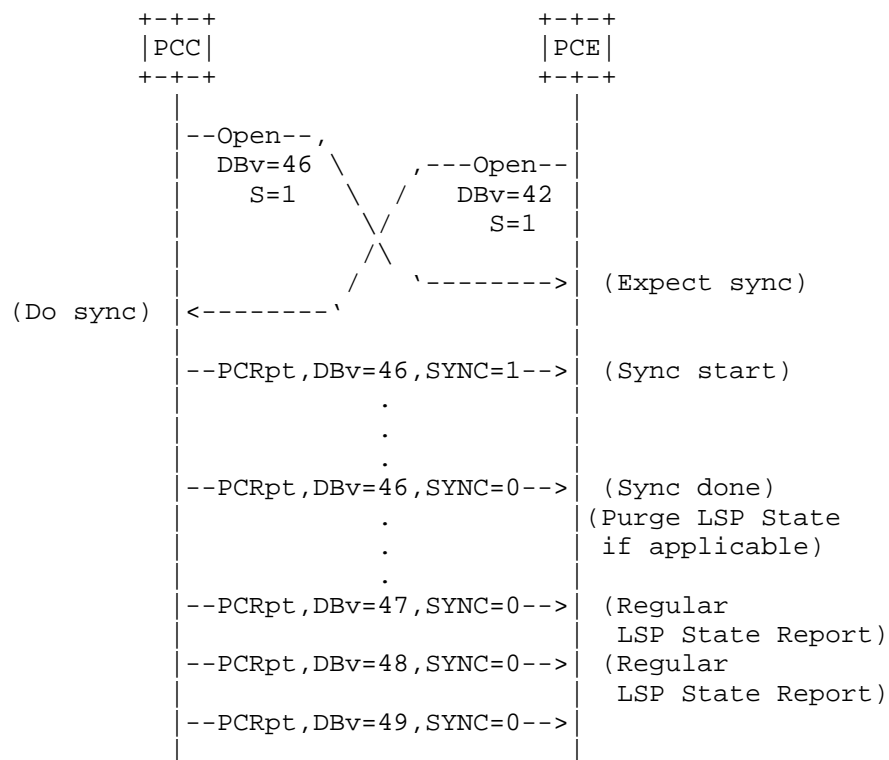 +-+-+                    +-+-+
|PCC|                    |PCE|
+-+-+                    +-+-+
  |                        |
  |--Open--,               |
  |  DBv=46 \    ,---Open--|
  |    S=1   \  /   DBv=42 |
  |           \/      S=1  |
  |           /\           |
  |          /  `--------->| (Expect sync)
(Do sync) |<--------`              |
  |                        |
  |--PCRpt,DBv=46,SYNC=1-->| (Sync start)
  |            .           |
  |            .           |
  |            .           |
  |--PCRpt,DBv=46,SYNC=0-->| (Sync done)
  |            .           |(Purge LSP State
  |            .           | if applicable)
  |            .           |
  |--PCRpt,DBv=47,SYNC=0-->| (Regular
  |                        |  LSP State Report)
  |--PCRpt,DBv=48,SYNC=0-->| (Regular
  |                        |  LSP State Report)
  |--PCRpt,DBv=49,SYNC=0-->|
  |                        |